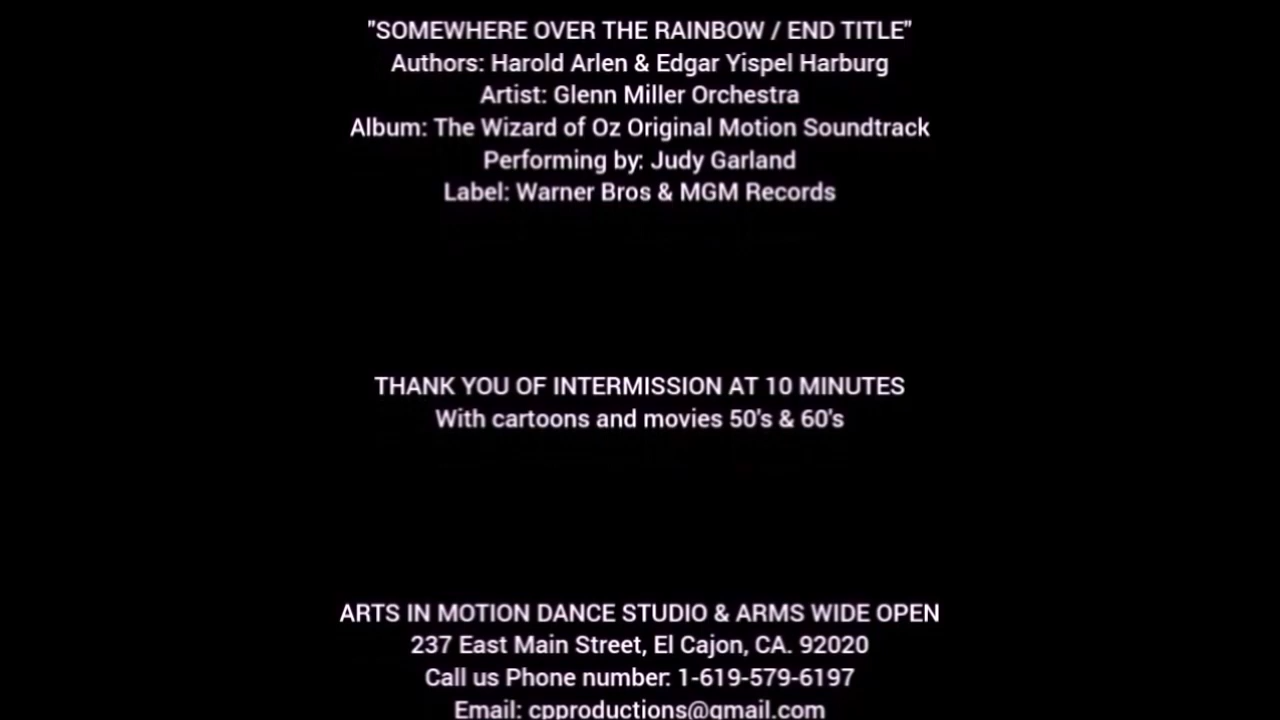 "SOMEWHERE OVER THE RAINBOW / END TITLE"
Authors: Harold Arlen & Edgar Yispel Harburg
Artist: Glenn Miller Orchestra
Album: The Wizard of Oz Original Motion Soundtrack
Performing by: Judy Garland
Label: Warner Bros & MGM Records
THANK YOU OF INTERMISSION AT 10 MINUTES
With cartoons and movies 50's & 60's
ARTS IN MOTION DANCE STUDIO & ARMS WIDE OPEN
237 East Main Street, El Cajon, CA. 92020
Call us Phone number: 1-619-579-6197
Email: cpproductions@gmail.com